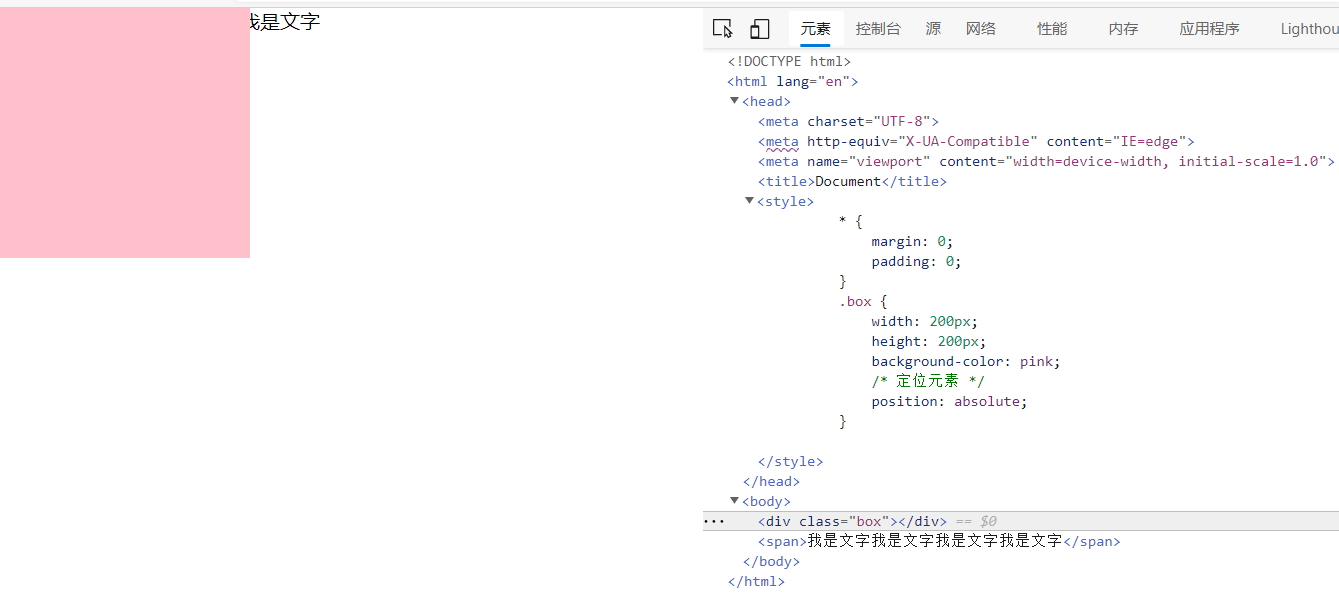 我是文字
元素 控制台 源 网络 性能 内存 应用程序 Lighthou
<!DOCTYPE html>
<html lang="en">
<head>
<meta charset="UTF-8">
<meta http-equiv="X-UA-Compatible" content="IE=edge">
<meta name="viewport" content="width=device-width, initial-scale=1.0">
<title>Document</title>
<style>
* {
margin: 0;
padding: 0;
}
.box {
width: 200px;
height: 200px;
background-color: pink;
/* 定位元素 */
position: absolute;
}
</style>
</head>
<body>
<div class="box"></div> == $0
<span>我是文字我是文字我是文字我是文字</span>
</body>
</html>